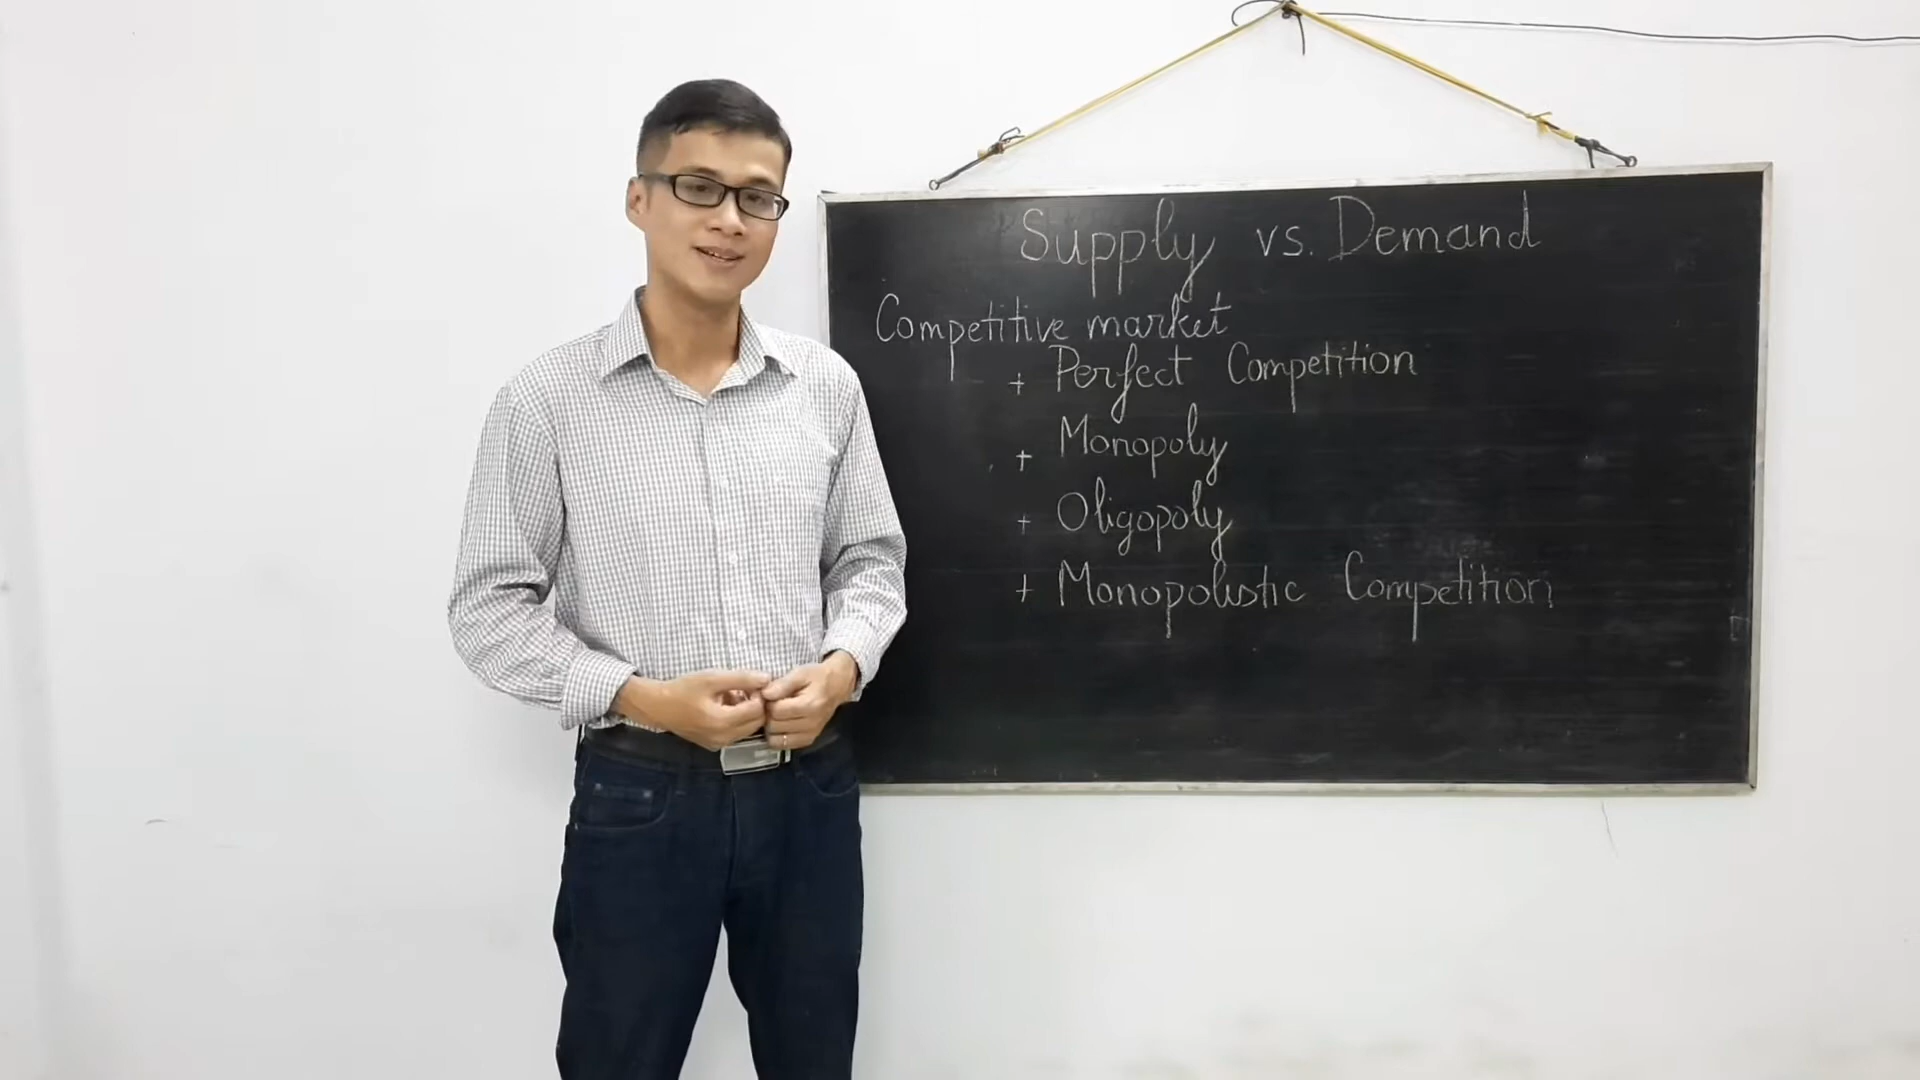 Supply vs. Demand
Competitive market
+ Perfect Competition
+ Monopoly
+ Oligopoly
+ Monopolistic Competition